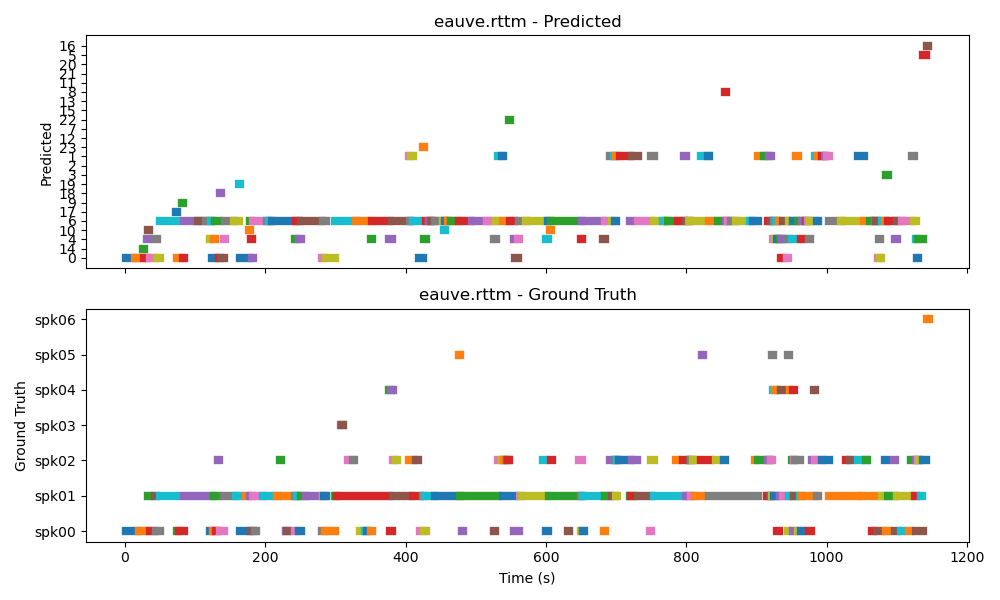 eauve.rttm - Predicted
16
5
20
21
11
8
13
15
22
7
12
23
1
2
3
19
18
9
17
6
10
4
14
0
Predicted
eauve.rttm - Ground Truth
spk06
spk05
spk04
spk03
spk02
spk01
spk00
Ground Truth
0 200 400 600 800 1000 1200
Time (s)